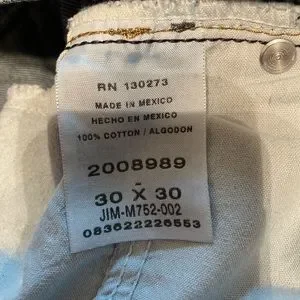 RN 130273
MADE IN MEXICO
HECHO EN MEXICO
100% COTTON / ALGODON
2008989
-
30 X 30
JIM-M752-002
083622226553